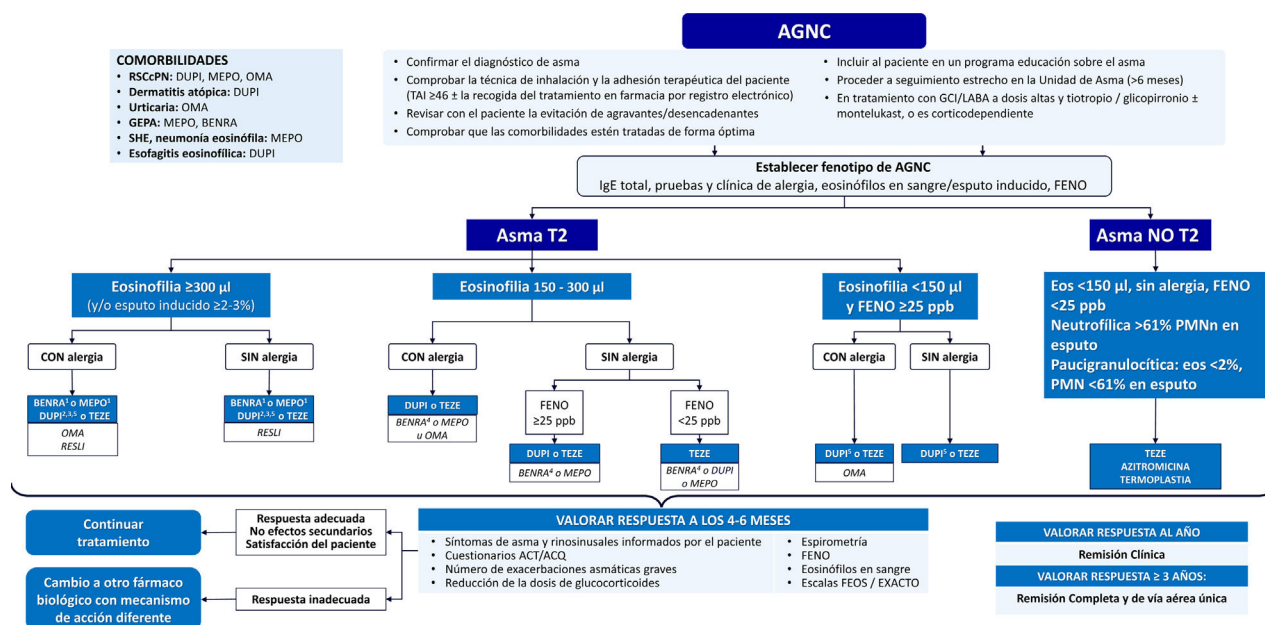 AGNC
COMORBILIDADES
• RSCcPN: DUPI, MEPO, OMA
• Dermatitis atópica: DUPI
• Urticaria: OMA
• GEPA: MEPO, BENRA
• SHE, neumonía eosinófila: MEPO
• Esofagitis eosinofílica: DUPI
• Confirmar el diagnóstico de asma
• Comprobar la técnica de inhalación y la adhesión terapéutica del paciente
(TAI ≥46 ± la recogida del tratamiento en farmacia por registro electrónico)
• Revisar con el paciente la evitación de agravantes/desencadenantes
• Comprobar que las comorbilidades estén tratadas de forma óptima
• Incluir al paciente en un programa educación sobre el asma
• Proceder a seguimiento estrecho en la Unidad de Asma (>6 meses)
• En tratamiento con GCI/LABA a dosis altas y tiotropio / glicopirronio ±
montelukast, o es corticodependiente
Establecer fenotipo de AGNC
IgE total, pruebas y clínica de alergia, eosinófilos en sangre/esputo inducido, FENO
Asma T2
Asma NO T2
Eosinofilia ≥300 µl
(y/o esputo inducido ≥2-3%)
Eosinofilia 150 - 300 µl
Eosinofilia <150 µl
y FENO ≥25 ppb
Eos <150 µl, sin alergia, FENO
<25 ppb
Neutrofílica >61% PMNn en
esputo
Paucigranulocítica: eos <2%,
PMN <61% en esputo
CON alergia
SIN alergia
CON alergia
SIN alergia
CON alergia
SIN alergia
BENRA¹ o MEPO¹
DUPI²,³,⁵ o TEZE
OMA
RESLI
BENRA¹ o MEPO¹
DUPI²,³,⁵ o TEZE
RESLI
DUPI o TEZE
BENRA⁴ o MEPO
u OMA
FENO
≥25 ppb
FENO
<25 ppb
DUPI o TEZE
BENRA⁴ o MEPO
TEZE
BENRA⁴ o DUPI
o MEPO
DUPI⁵ o TEZE
OMA
DUPI⁵ o TEZE
TEZE
AZITROMICINA
TERMOPLASTIA
Continuar
tratamiento
Respuesta adecuada
No efectos secundarios
Satisfacción del paciente
Cambio a otro fármaco
biológico con mecanismo
de acción diferente
Respuesta inadecuada
VALORAR RESPUESTA A LOS 4-6 MESES
• Síntomas de asma y rinosinusales informados por el paciente
• Cuestionarios ACT/ACQ
• Número de exacerbaciones asmáticas graves
• Reducción de la dosis de glucocorticoides
• Espirometría
• FENO
• Eosinófilos en sangre
• Escalas FEOS / EXACTO
VALORAR RESPUESTA AL AÑO
Remisión Clínica
VALORAR RESPUESTA ≥ 3 AÑOS:
Remisión Completa y de vía aérea única